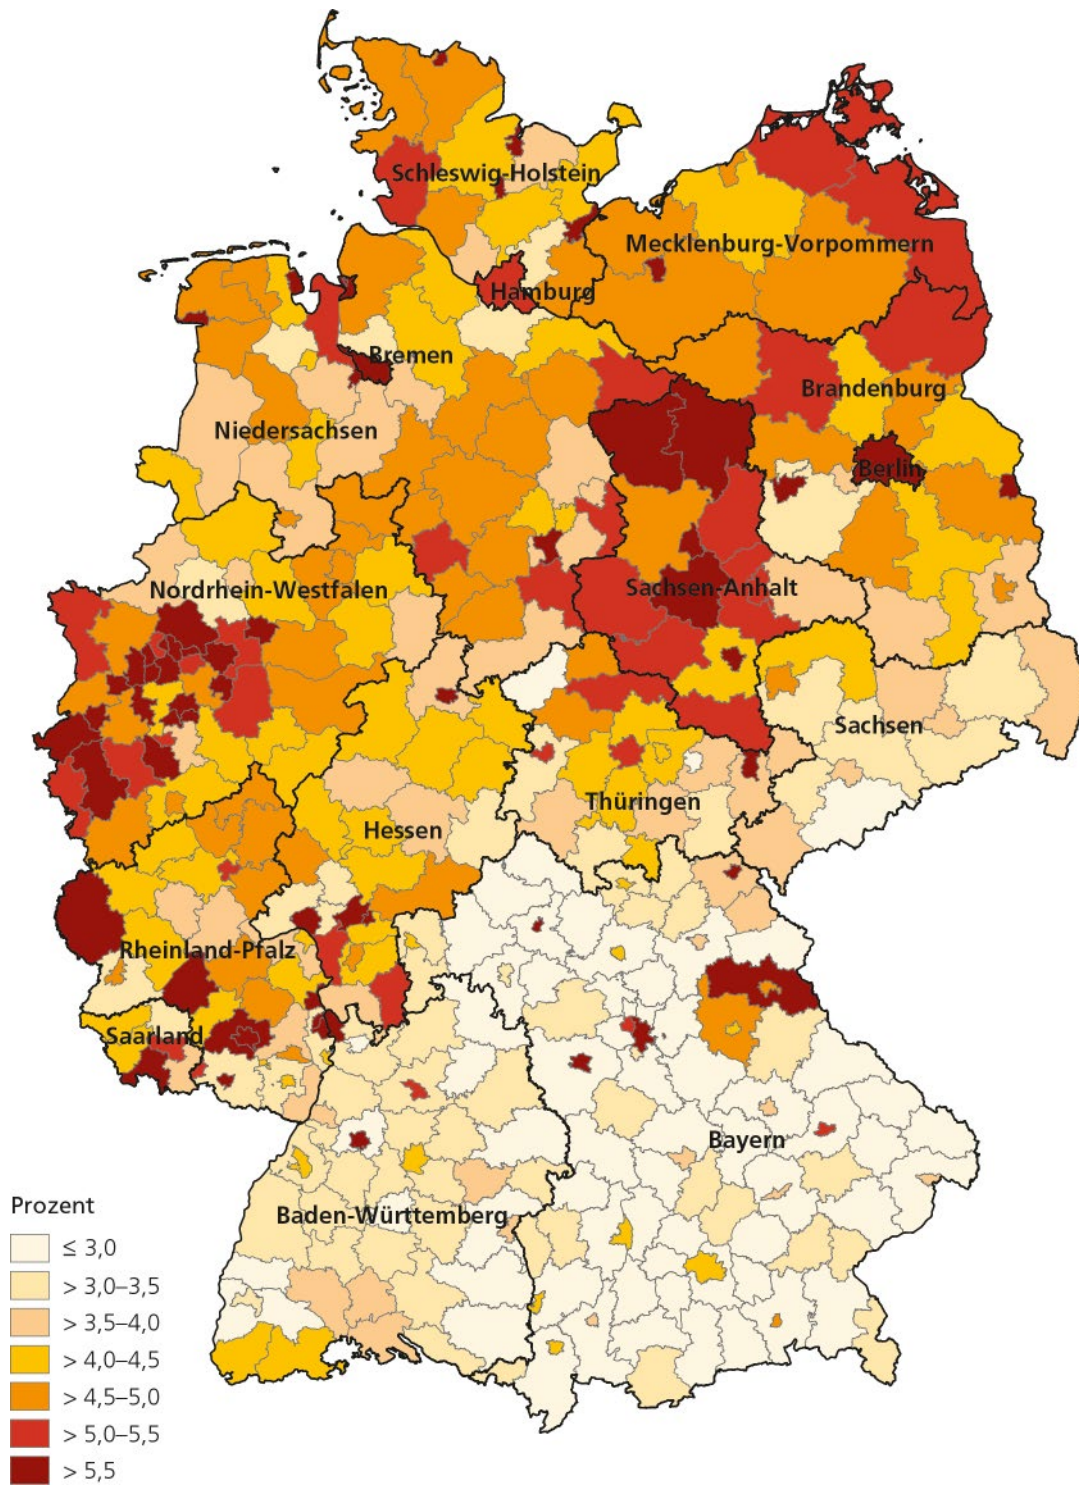 Schleswig-Holstein
Mecklenburg-Vorpommern
Hamburg
Bremen
Brandenburg
Niedersachsen
Berlin
Nordrhein-Westfalen
Sachsen-Anhalt
Sachsen
Thüringen
Hessen
Rheinland-Pfalz
Saarland
Bayern
Baden-Württemberg
Prozent
≤ 3,0
> 3,0–3,5
> 3,5–4,0
> 4,0–4,5
> 4,5–5,0
> 5,0–5,5
> 5,5